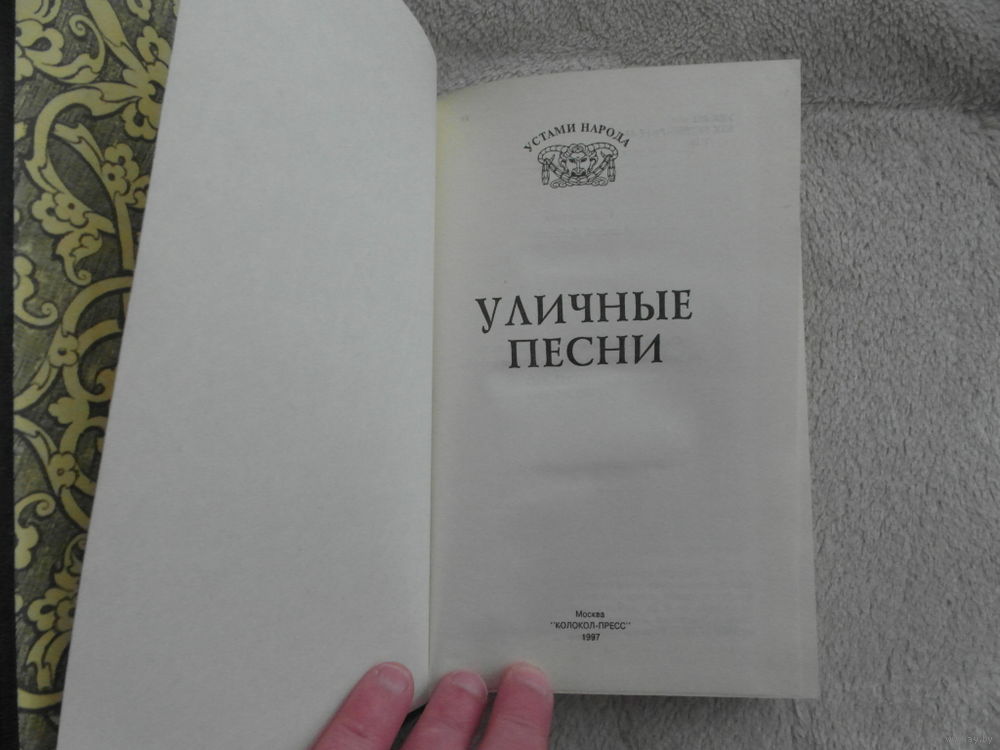 УСТАМИ НАРОДА
УЛИЧНЫЕ
ПЕСНИ
Москва
"КОЛОКОЛ-ПРЕСС"
1997